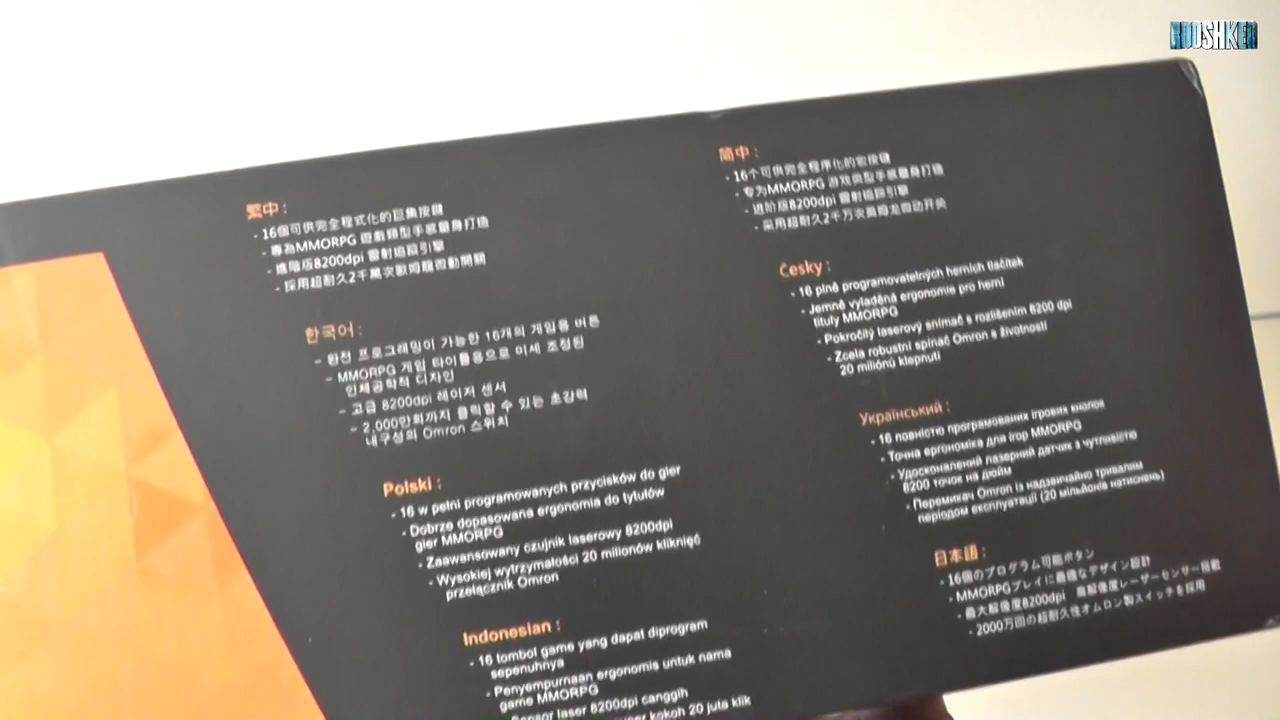 ROOSHKER
繁中 :
- 16個可供完全程式化的巨集按鍵
- 專為MMORPG 遊戲類型手感量身打造
- 進階版8200dpi 雷射追蹤引擎
- 採用超耐久2千萬次歐姆龍微動開關
한국어 :
- 완전 프로그래밍이 가능한 16개의 게임용 버튼
- MMORPG 게임 타이틀용으로 미세 조정된
인체공학적 디자인
- 고급 8200dpi 레이저 센서
- 2,000만회까지 클릭할 수 있는 초강력
내구성의 Omron 스위치
Polski :
- 16 w pełni programowanych przycisków do gier
- Dobrze dopasowana ergonomia do tytułów
gier MMORPG
- Zaawansowany czujnik laserowy 8200dpi
- Wysokiej wytrzymałości 20 milionów kliknięć
przełącznik Omron
Indonesian :
- 16 tombol game yang dapat diprogram
sepenuhnya
- Penyempurnaan ergonomis untuk nama
game MMORPG
- Sensor laser 8200dpi canggih
super kokoh 20 juta klik
简中 :
- 16个可供完全程序化的宏按键
- 专为MMORPG 游戏类型手感量身打造
- 进阶版8200dpi 雷射追踪引擎
- 采用超耐久2千万次欧姆龙微动开关
Česky :
- 16 plně programovatelných herních tlačítek
- Jemně vyladěná ergonomie pro herní
tituly MMORPG
- Pokročilý laserový snímač s rozlišením 8200 dpi
- Zcela robustní spínač Omron s životností
20 miliónů klepnutí
Український :
- 16 повністю програмованих ігрових кнопок
- Точна ергономіка для ігор MMORPG
- Удосконалений лазерний датчик з чутливістю
8200 точок на дюйм
- Перемикач Omron із надзвичайно тривалим
періодом експлуатації (20 мільйонів натиснень)
日本語 :
- 16個のプログラム可能ボタン
- MMORPGプレイに最適なデザイン設計
- 最大解像度8200dpi 高解像度レーザーセンサー搭載
- 2000万回の超耐久性オムロン製スイッチを採用